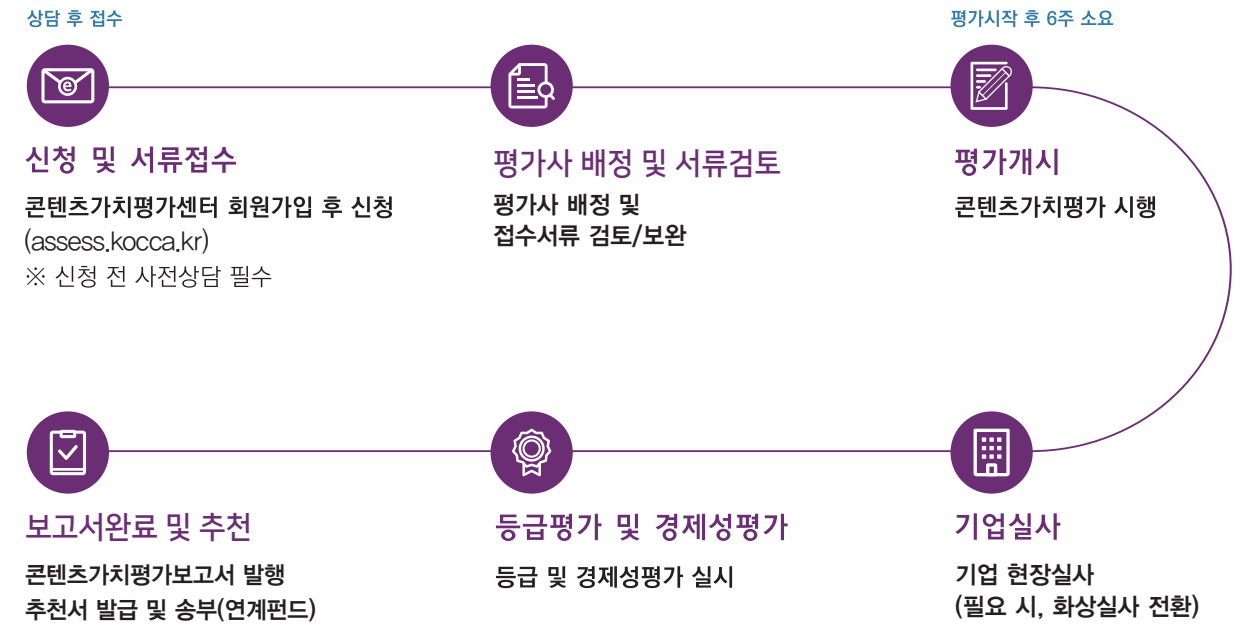 상담 후 접수
신청 및 서류접수
콘텐츠가치평가센터 회원가입 후 신청
(assess.kocca.kr)
※ 신청 전 사전상담 필수
평가사 배정 및 서류검토
평가사 배정 및
접수서류 검토/보완
평가시작 후 6주 소요
평가개시
콘텐츠가치평가 시행
기업실사
기업 현장실사
(필요 시, 화상실사 전환)
등급평가 및 경제성평가
등급 및 경제성평가 실시
보고서완료 및 추천
콘텐츠가치평가보고서 발행
추천서 발급 및 송부(연계펀드)